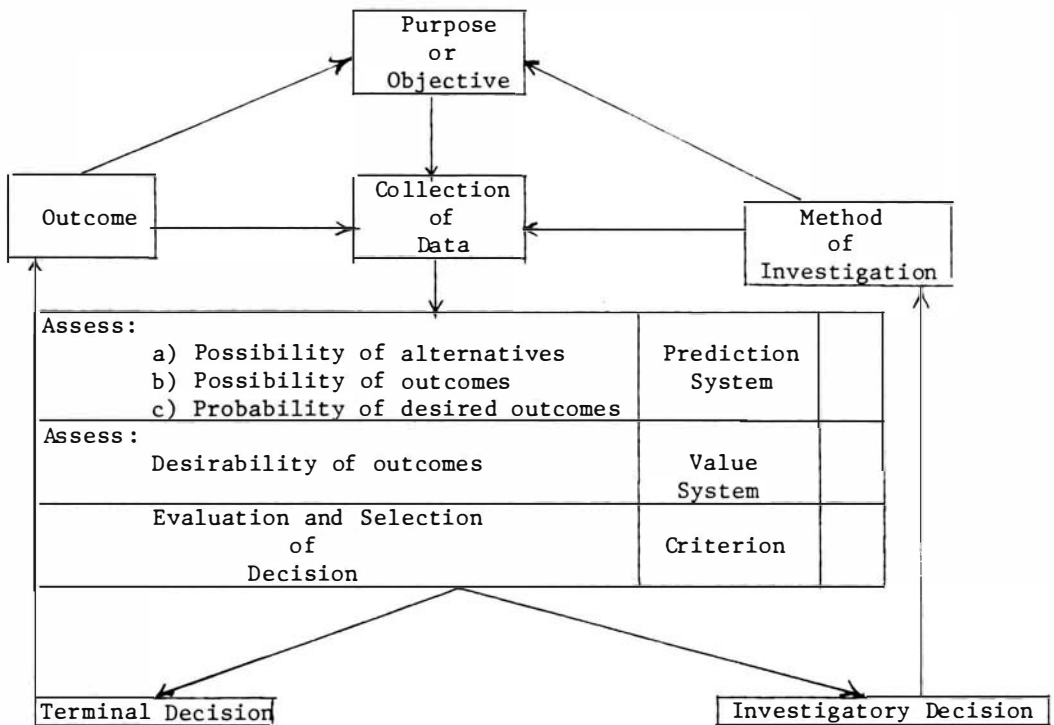 Purpose
or
Objective
Outcome
Collection
of
Data
Method
of
Investigation
Assess:
a) Possibility of alternatives
b) Possibility of outcomes
c) Probability of desired outcomes
Prediction
System
Assess:
Desirability of outcomes
Value
System
Evaluation and Selection
of
Decision
Criterion
Terminal Decision
Investigatory Decision